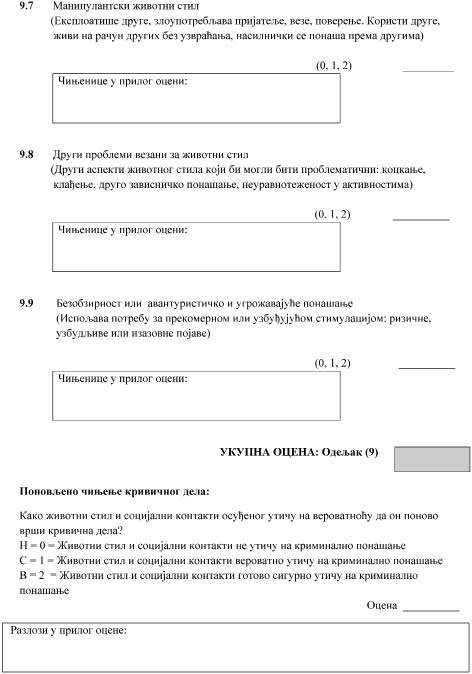 9.7 Манипулантски животни стил
(Експлоатише друге, злоупотребљава пријатеље, везе, поверење. Користи друге,
живи на рачун других без узвраћања, насилнички се понаша према другима)
(0, 1, 2) ________
Чињенице у прилог оцени:
9.8 Други проблеми везани за животни стил
(Други аспекти животног стила који би могли бити проблематични: коцкање,
клађење, друго зависничко понашање, неуравнотеженост у активностима)
(0, 1, 2) ________
Чињенице у прилог оцени:
9.9 Безобзирност или авантуристичко и угрожавајуће понашање
(Испољава потребу за прекомерном или узбуђујућом стимулацијом: ризичне,
узбудљиве или изазовне појаве)
(0, 1, 2) ________
Чињенице у прилог оцени:
УКУПНА ОЦЕНА: Одељак (9)
Поновљено чињење кривичног дела:
Како животни стил и социјални контакти осуђеног утичу на вероватноћу да он поново
врши кривична дела?
Н = 0 = Животни стил и социјални контакти не утичу на криминално понашање
С = 1 = Животни стил и социјални контакти вероватно утичу на криминално понашање
В = 2 = Животни стил и социјални контакти готово сигурно утичу на криминално
понашање
Оцена ________
Разлози у прилог оцене: